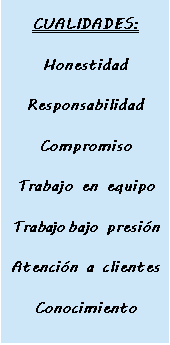 CUALIDADES:
Honestidad
Responsabilidad
Compromiso
Trabajo en equipo
Trabajo bajo presión
Atención a clientes
Conocimiento